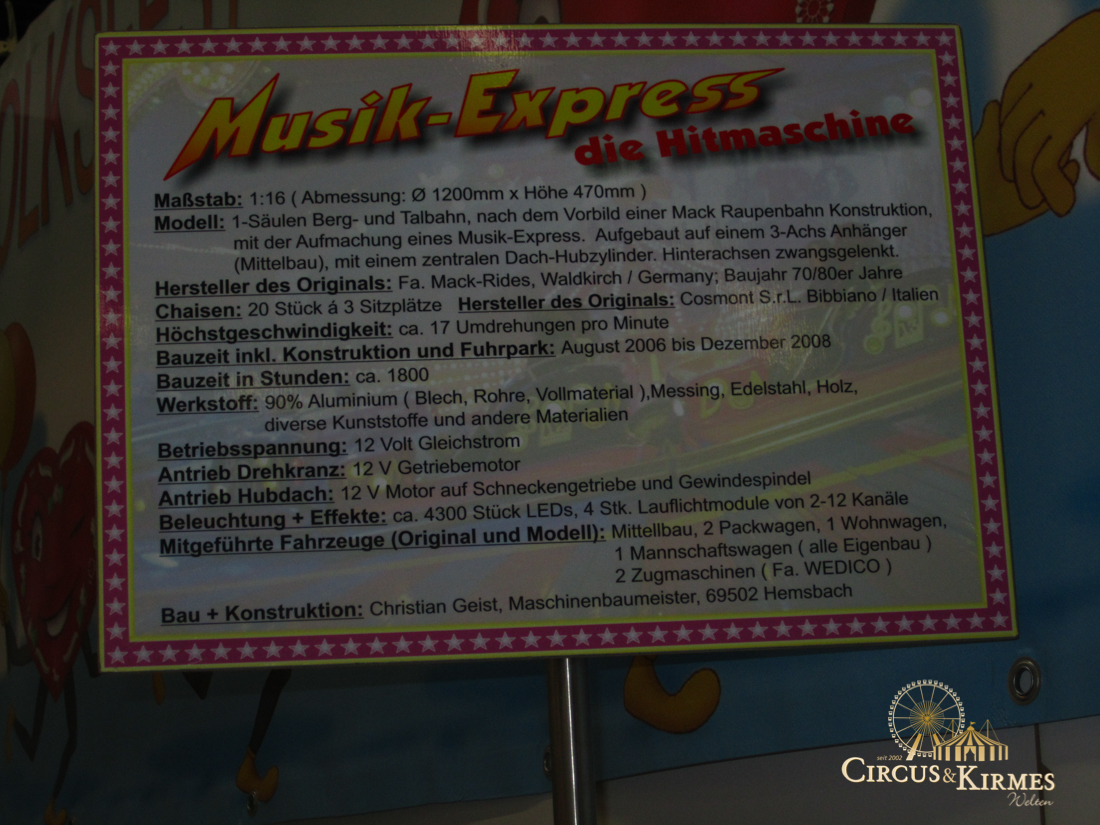 Musik-Express
die Hitmaschine
Maßstab: 1:16 ( Abmessung: Ø 1200mm x Höhe 470mm )
Modell: 1-Säulen Berg- und Talbahn, nach dem Vorbild einer Mack Raupenbahn Konstruktion,
mit der Aufmachung eines Musik-Express. Aufgebaut auf einem 3-Achs Anhänger
(Mittelbau), mit einem zentralen Dach-Hubzylinder. Hinterachsen zwangsgelenkt.
Hersteller des Originals: Fa. Mack-Rides, Waldkirch / Germany; Baujahr 70/80er Jahre
Chaisen: 20 Stück á 3 Sitzplätze Hersteller des Originals: Cosmont S.r.L. Bibbiano / Italien
Höchstgeschwindigkeit: ca. 17 Umdrehungen pro Minute
Bauzeit inkl. Konstruktion und Fuhrpark: August 2006 bis Dezember 2008
Bauzeit in Stunden: ca. 1800
Werkstoff: 90% Aluminium ( Blech, Rohre, Vollmaterial ),Messing, Edelstahl, Holz,
diverse Kunststoffe und andere Materialien
Betriebsspannung: 12 Volt Gleichstrom
Antrieb Drehkranz: 12 V Getriebemotor
Antrieb Hubdach: 12 V Motor auf Schneckengetriebe und Gewindespindel
Beleuchtung + Effekte: ca. 4300 Stück LEDs, 4 Stk. Lauflichtmodule von 2-12 Kanäle
Mitgeführte Fahrzeuge (Original und Modell): Mittellbau, 2 Packwagen, 1 Wohnwagen,
1 Mannschaftswagen ( alle Eigenbau )
2 Zugmaschinen ( Fa. WEDICO )
Bau + Konstruktion: Christian Geist, Maschinenbaumeister, 69502 Hemsbach
seit 2002
CIRCUS & KIRMES
Welten